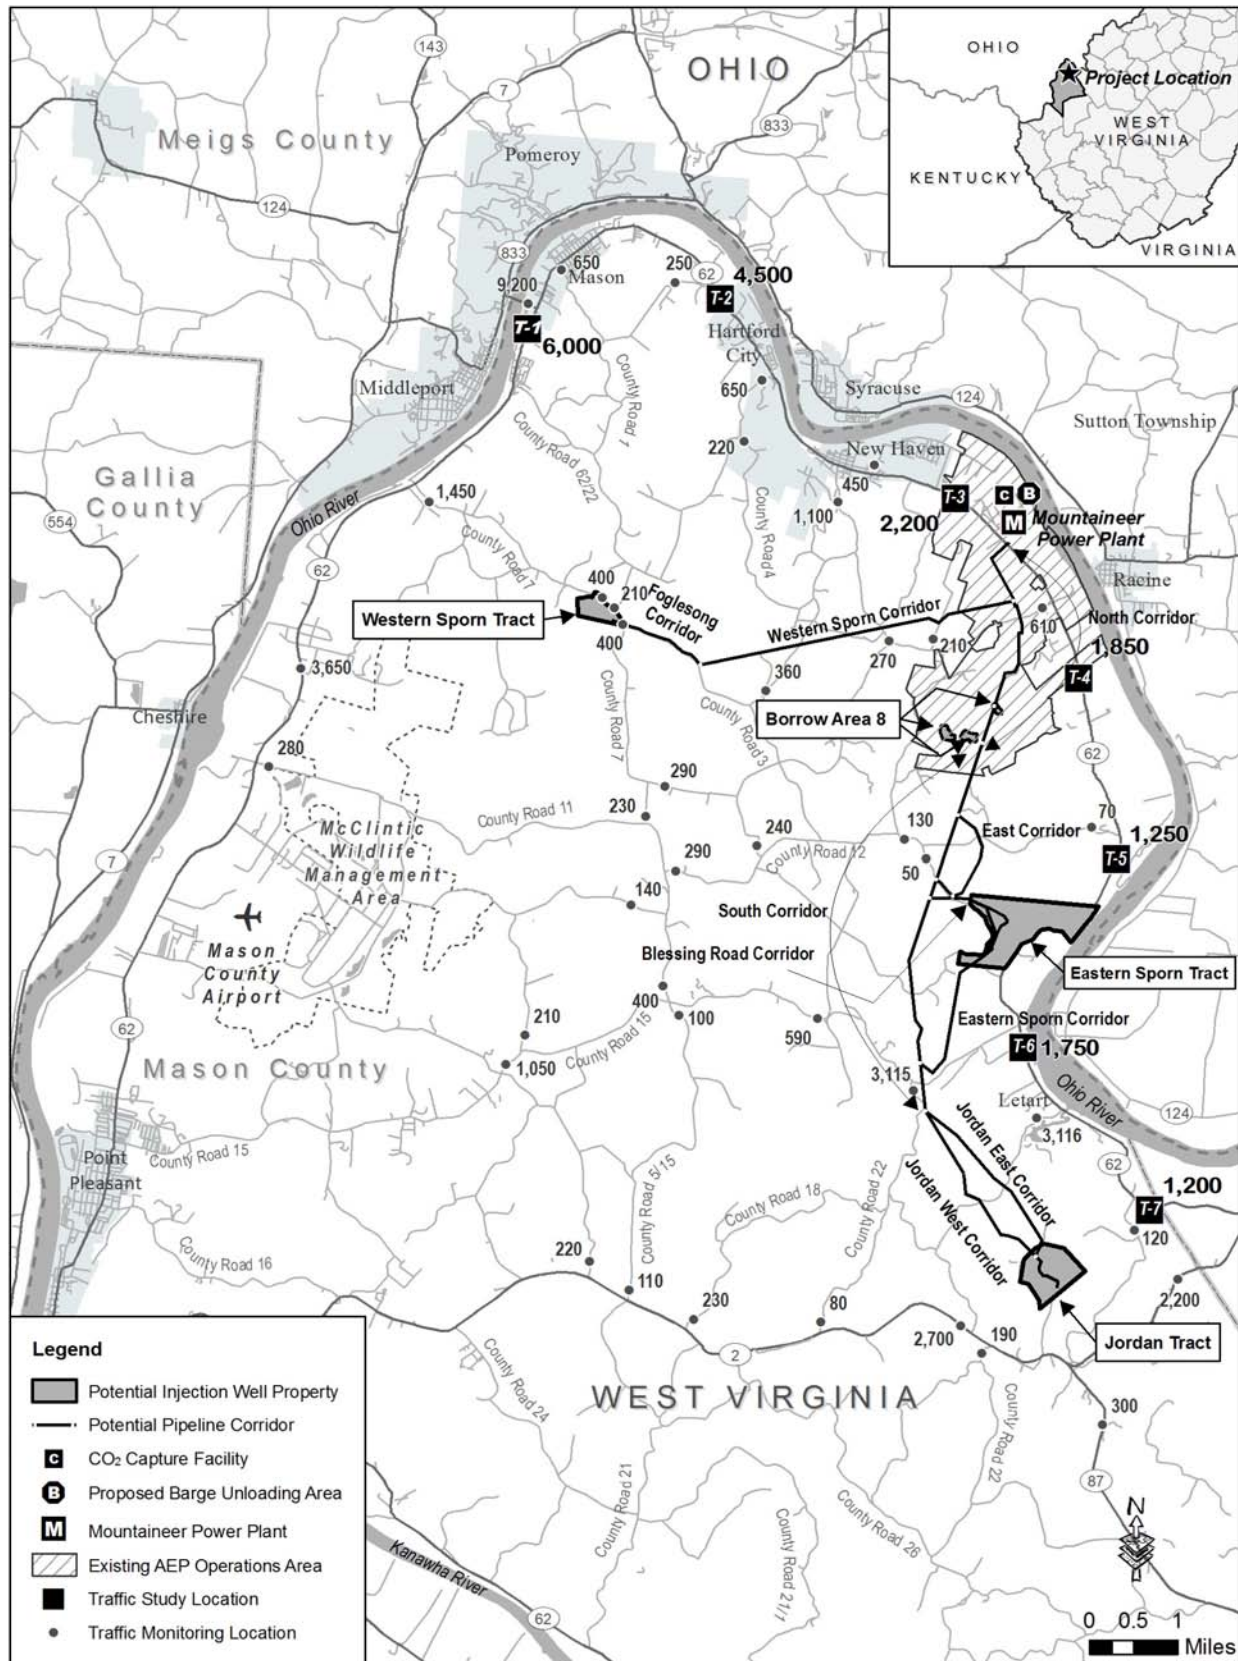 OHIO
143
7
833
Meigs County
Pomeroy
124
833
650
Mason
9,200
T-1
6,000
250
62
T-2
4,500
Hartford
City
Middleport
County Road 1
650
Syracuse
124
Sutton Township
County Road 62/22
220
New Haven
450
1,100
T-3
2,200
C
B
M
Mountaineer
Power Plant
Gallia
County
554
Ohio River
1,450
62
County Road 7
County Road 4
Racine
400
210
Foglesong
Corridor
Western Sporn Tract
400
Western Sporn Corridor
610
North Corridor
270
210
1,850
T-4
3,650
360
Borrow Area 8
Cheshire
County Road 7
County Road 3
62
280
290
230
County Road 11
McClintic
Wildlife
Management
Area
240
130
East Corridor
70
1,250
T-5
County Road 12
290
50
7
140
South Corridor
Mason
County
Airport
Blessing Road Corridor
Eastern Sporn Tract
400
100
210
590
Eastern Sporn Corridor
62
County Road 15
T-6
1,750
Mason County
1,050
3,115
Ohio River
Letart
3,116
124
Point
Pleasant
County Road 15
County Road 5/15
Jordan East Corridor
Jordan West Corridor
62
County Road 22
County Road 18
1,200
T-7
120
County Road 16
220
110
230
80
2,200
2,700
190
Jordan Tract
2
County Road 24
WEST VIRGINIA
300
County Road 22
87
County Road 21
County Road 26
County Road 21/1
Kanawha River
62
N
0 0.5 1
Miles
OHIO
Project Location
WEST
VIRGINIA
KENTUCKY
VIRGINIA
Legend
Potential Injection Well Property
Potential Pipeline Corridor
C CO2 Capture Facility
B Proposed Barge Unloading Area
M Mountaineer Power Plant
Existing AEP Operations Area
Traffic Study Location
Traffic Monitoring Location